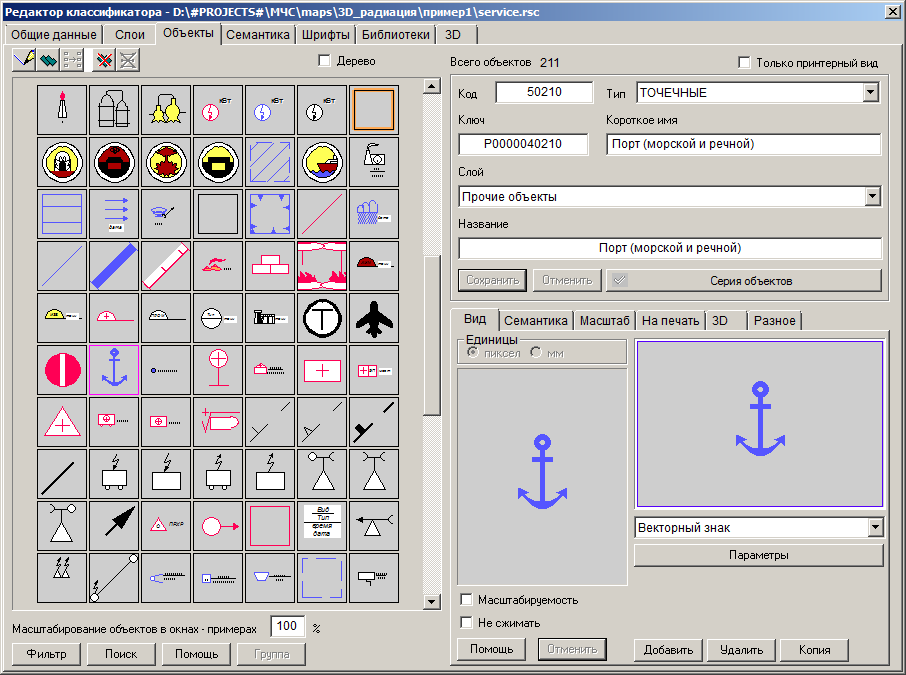 Редактор классификатора - D:\#PROJECTS#\МЧС\maps\3D_радиация\пример1\service.rsc
Общие данные Слои Объекты Семантика Шрифты Библиотеки 3D
Дерево
Всего объектов 211
Только принтерный вид
Код 50210 Тип ТОЧЕЧНЫЕ
Ключ Короткое имя
P0000040210 Порт (морской и речной)
Слой
Прочие объекты
Название
Порт (морской и речной)
Сохранить Отменить Серия объектов
кВт кВт кВт
дата
дата
T
Вид
Тип
время
дата
Вид Семантика Масштаб На печать 3D Разное
Единицы
пиксел мм
Векторный знак
Параметры
Масштабируемость
Не сжимать
Помощь Отменить Добавить Удалить Копия
Масштабирование объектов в окнах - примерах 100 %
Фильтр Поиск Помощь Группа